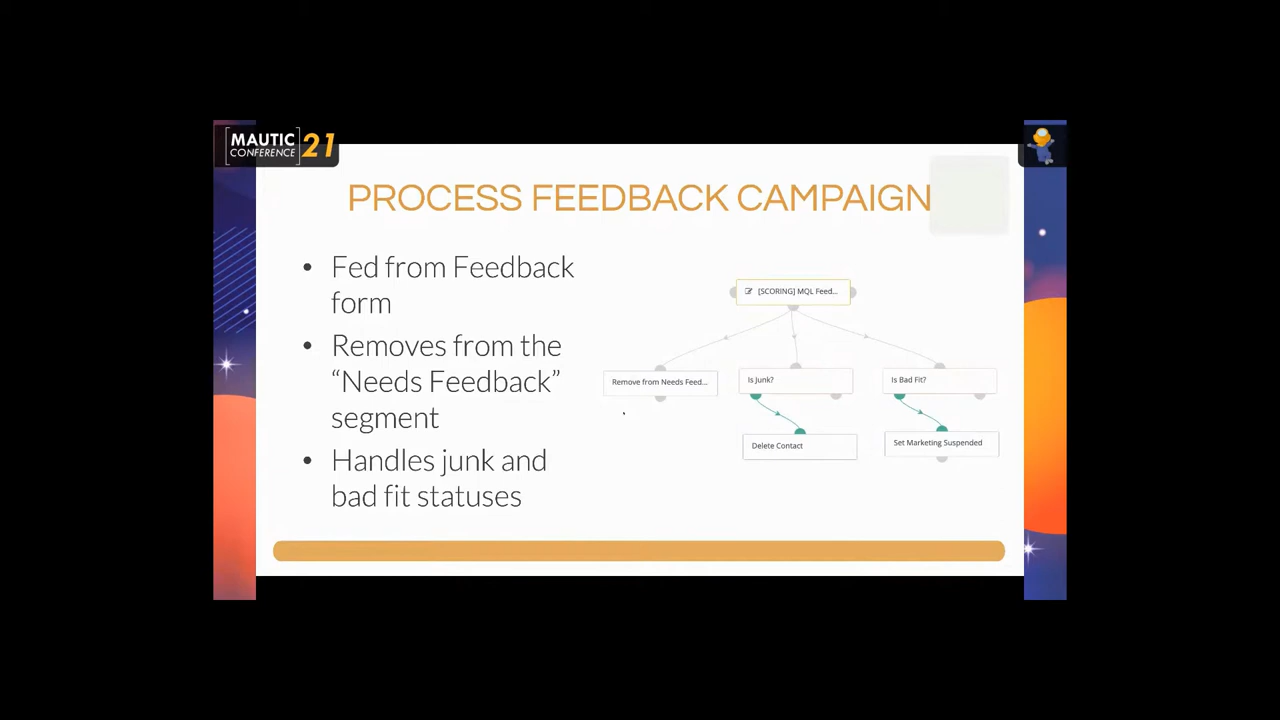 MAUTIC
CONFERENCE 21
PROCESS FEEDBACK CAMPAIGN
• Fed from Feedback
form
• Removes from the
“Needs Feedback”
segment
• Handles junk and
bad fit statuses
[SCORING] MQL Feed...
Remove from Needs Feed...
Is Junk?
Is Bad Fit?
Delete Contact
Set Marketing Suspended